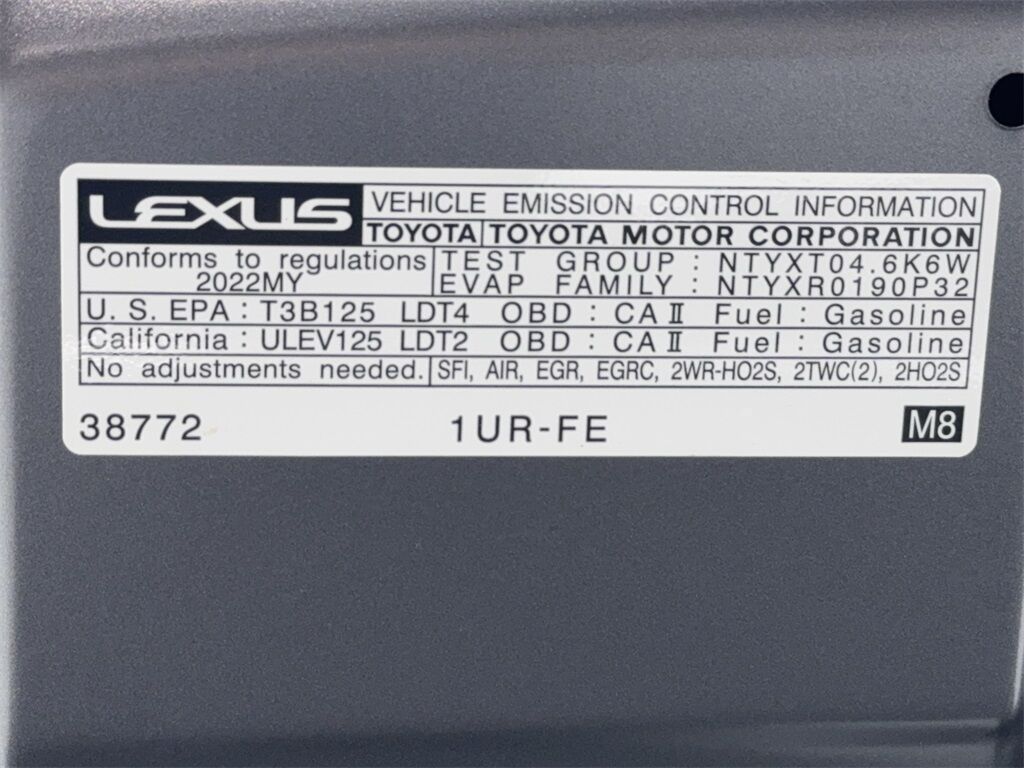 LEXUS VEHICLE EMISSION CONTROL INFORMATION
TOYOTA TOYOTA MOTOR CORPORATION
Conforms to regulations TEST GROUP : NTYXT04.6K6W
2022MY EVAP FAMILY : NTYXR0190P32
U.S.EPA : T3B125 LDT4 OBD : CA II Fuel : Gasoline
California : ULEV125 LDT2 OBD : CA II Fuel : Gasoline
No adjustments needed. SFI, AIR, EGR, EGRC, 2WR-HO2S, 2TWC(2), 2HO2S
38772 1UR-FE M8